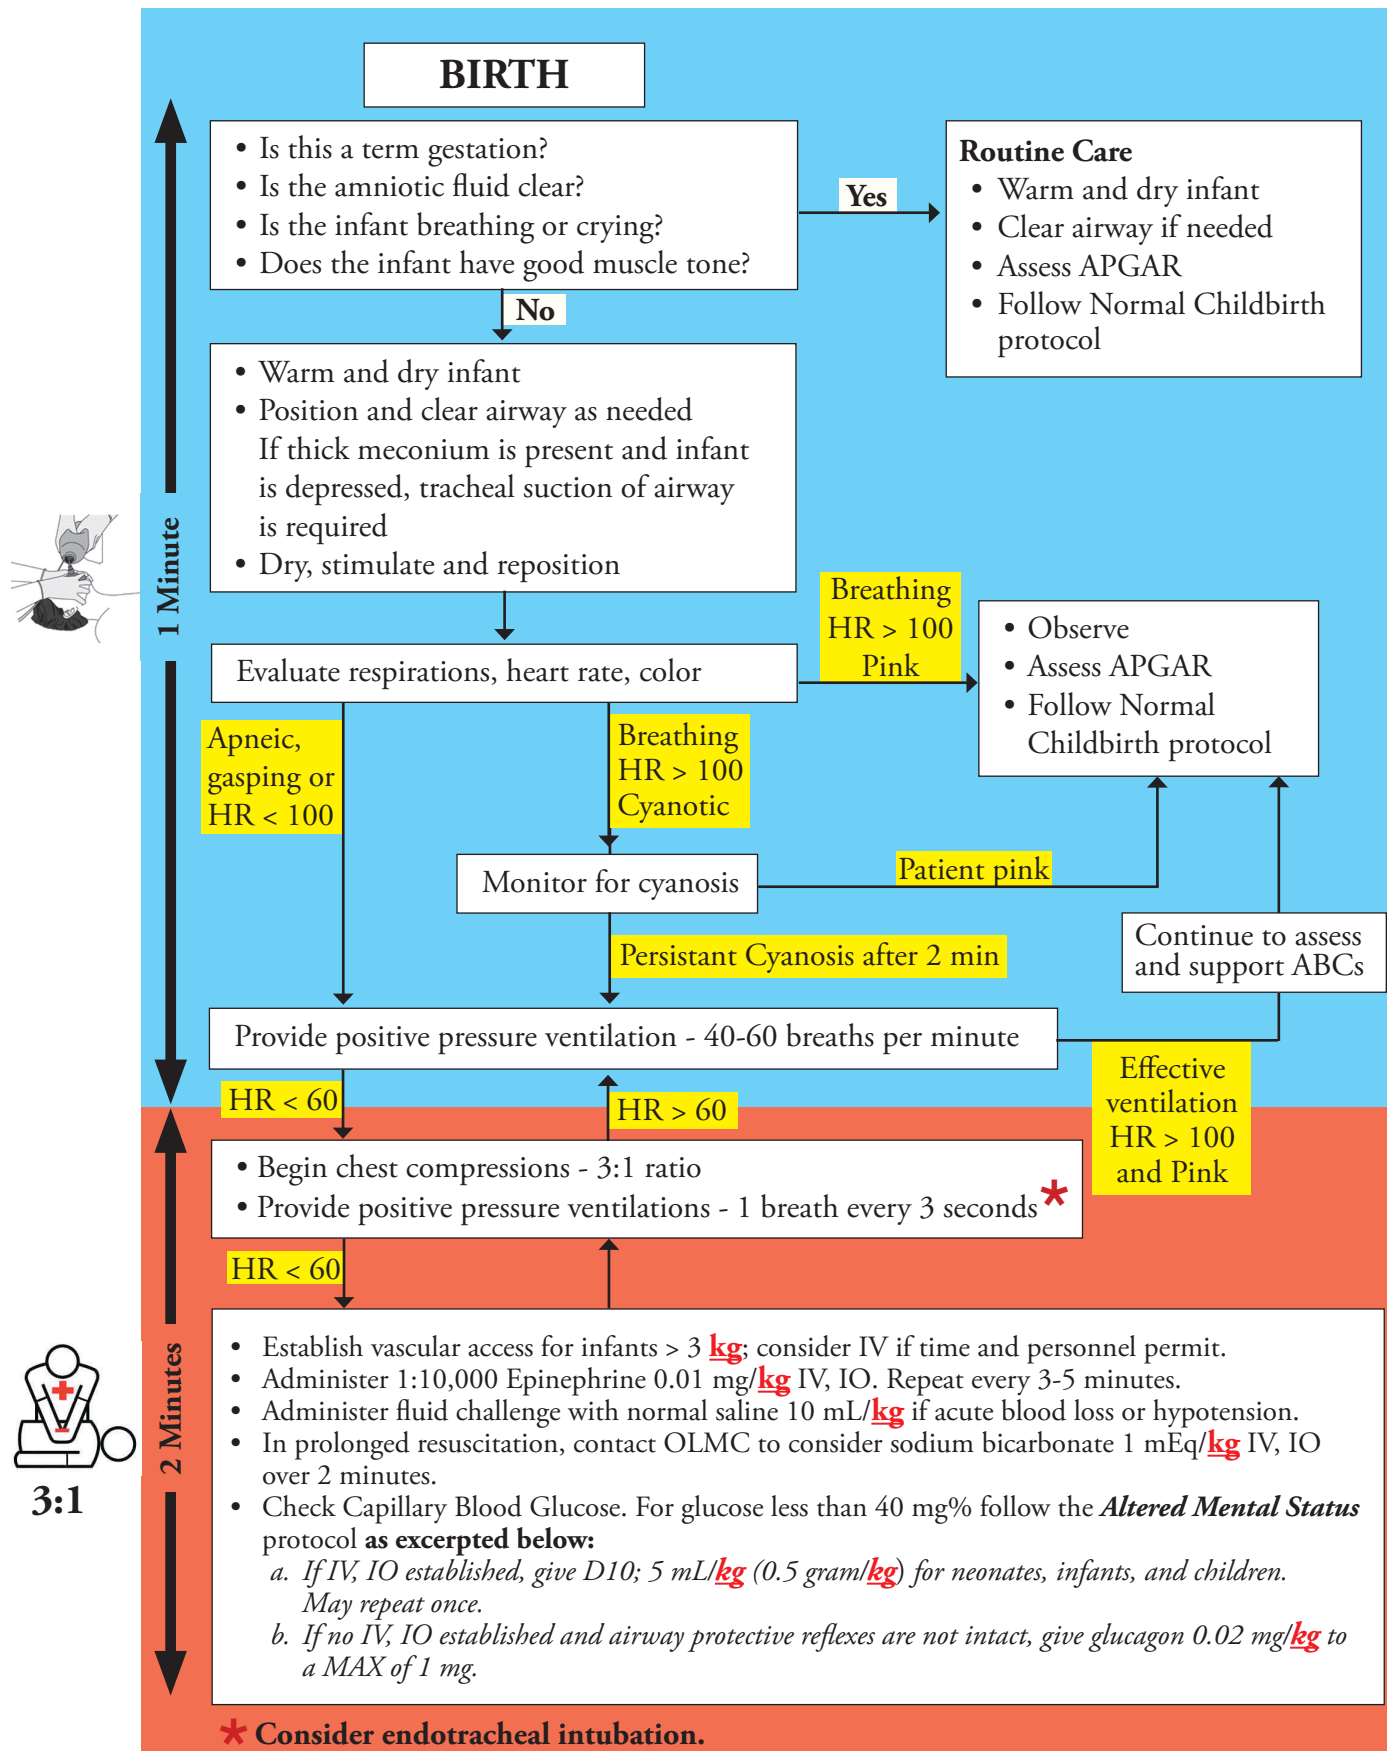 BIRTH
• Is this a term gestation?
• Is the amniotic fluid clear?
• Is the infant breathing or crying?
• Does the infant have good muscle tone?
Yes
Routine Care
• Warm and dry infant
• Clear airway if needed
• Assess APGAR
• Follow Normal Childbirth
protocol
No
• Warm and dry infant
• Position and clear airway as needed
If thick meconium is present and infant
is depressed, tracheal suction of airway
is required
• Dry, stimulate and reposition
1 Minute
Evaluate respirations, heart rate, color
Breathing
HR > 100
Pink
• Observe
• Assess APGAR
• Follow Normal
Childbirth protocol
Apneic,
gasping or
HR < 100
Breathing
HR > 100
Cyanotic
Monitor for cyanosis
Patient pink
Persistant Cyanosis after 2 min
Continue to assess
and support ABCs
Provide positive pressure ventilation - 40-60 breaths per minute
Effective
ventilation
HR > 100
and Pink
HR < 60
HR > 60
• Begin chest compressions - 3:1 ratio
• Provide positive pressure ventilations - 1 breath every 3 seconds*
HR < 60
2 Minutes
3:1
• Establish vascular access for infants > 3 kg; consider IV if time and personnel permit.
• Administer 1:10,000 Epinephrine 0.01 mg/kg IV, IO. Repeat every 3-5 minutes.
• Administer fluid challenge with normal saline 10 mL/kg if acute blood loss or hypotension.
• In prolonged resuscitation, contact OLMC to consider sodium bicarbonate 1 mEq/kg IV, IO
over 2 minutes.
• Check Capillary Blood Glucose. For glucose less than 40 mg% follow the Altered Mental Status
protocol as excerpted below:
a. If IV, IO established, give D10; 5 mL/kg (0.5 gram/kg) for neonates, infants, and children.
May repeat once.
b. If no IV, IO established and airway protective reflexes are not intact, give glucagon 0.02 mg/kg to
a MAX of 1 mg.
* Consider endotracheal intubation.